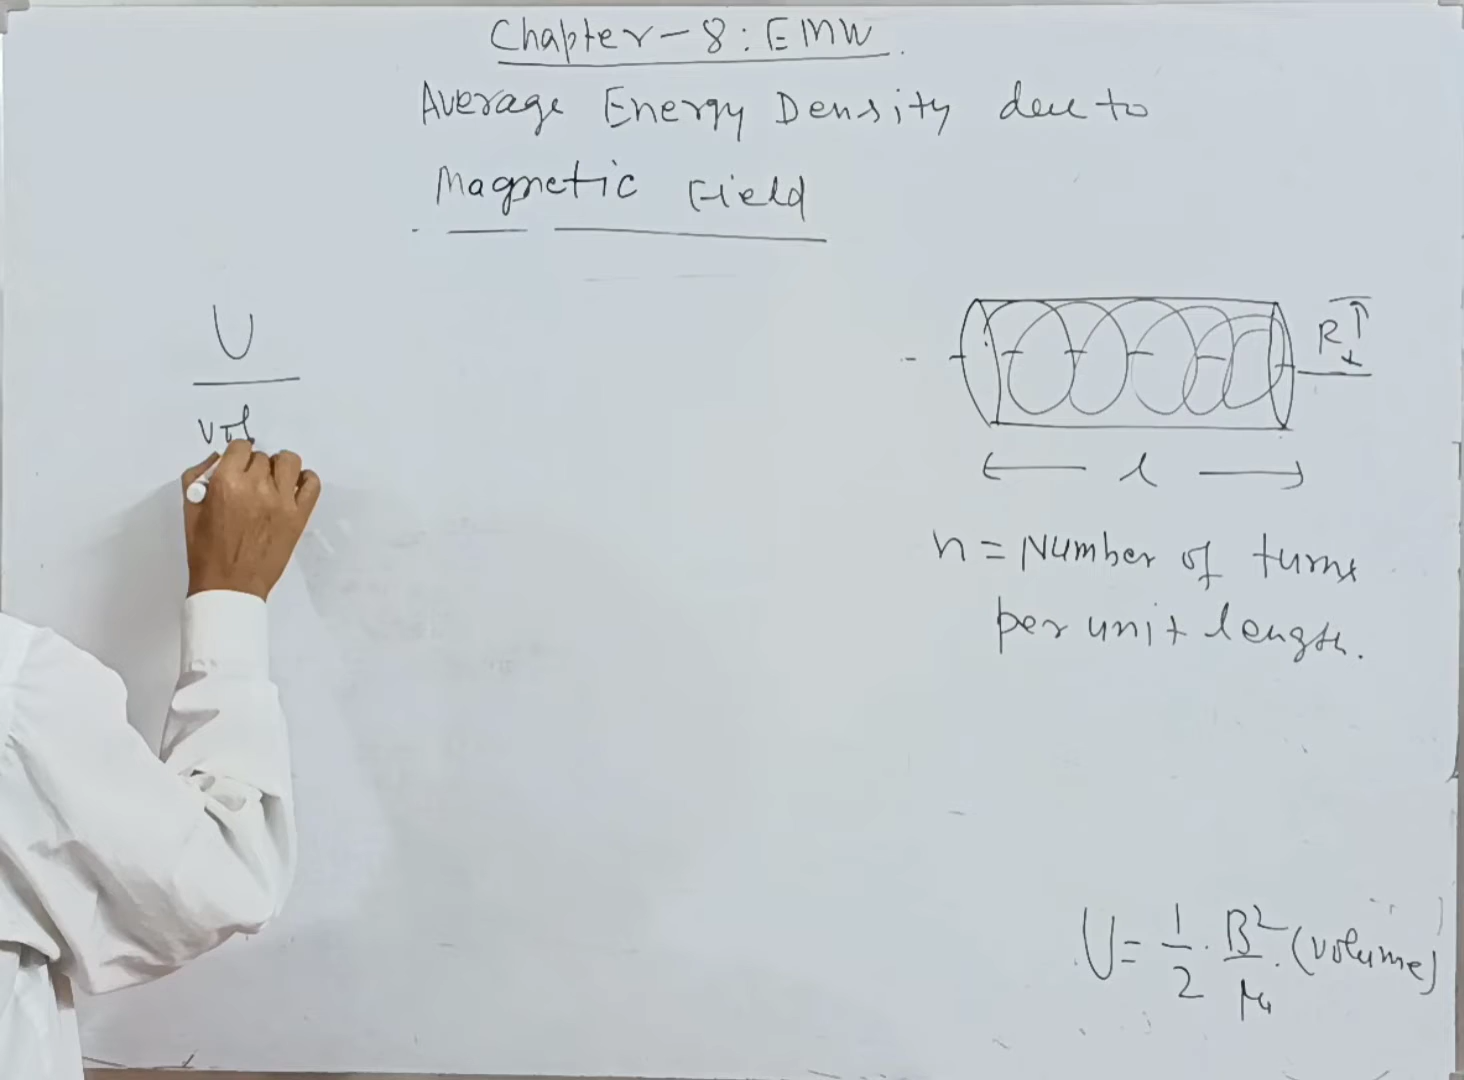 Chapter-8: EMW.
Average Energy Density due to
Magnetic Field
U
vol
R
l
n = Number of turns
per unit length.
U = 1/2 . B²/μ₀ . (volume)